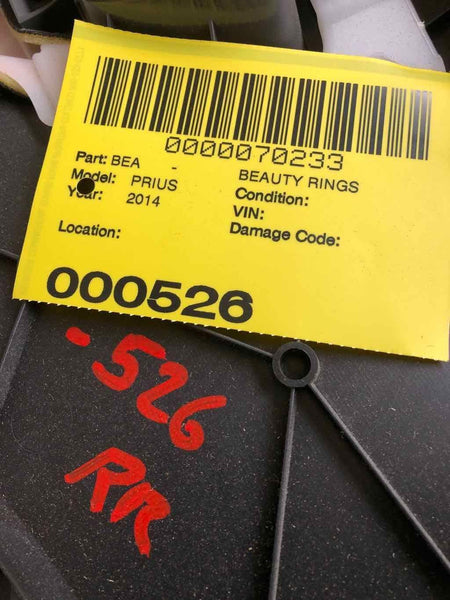 0000070233
Part: BEA - BEAUTY RINGS
Model: PRIUS Condition:
Year: 2014 VIN:
Location: Damage Code:
000526
-526
RR